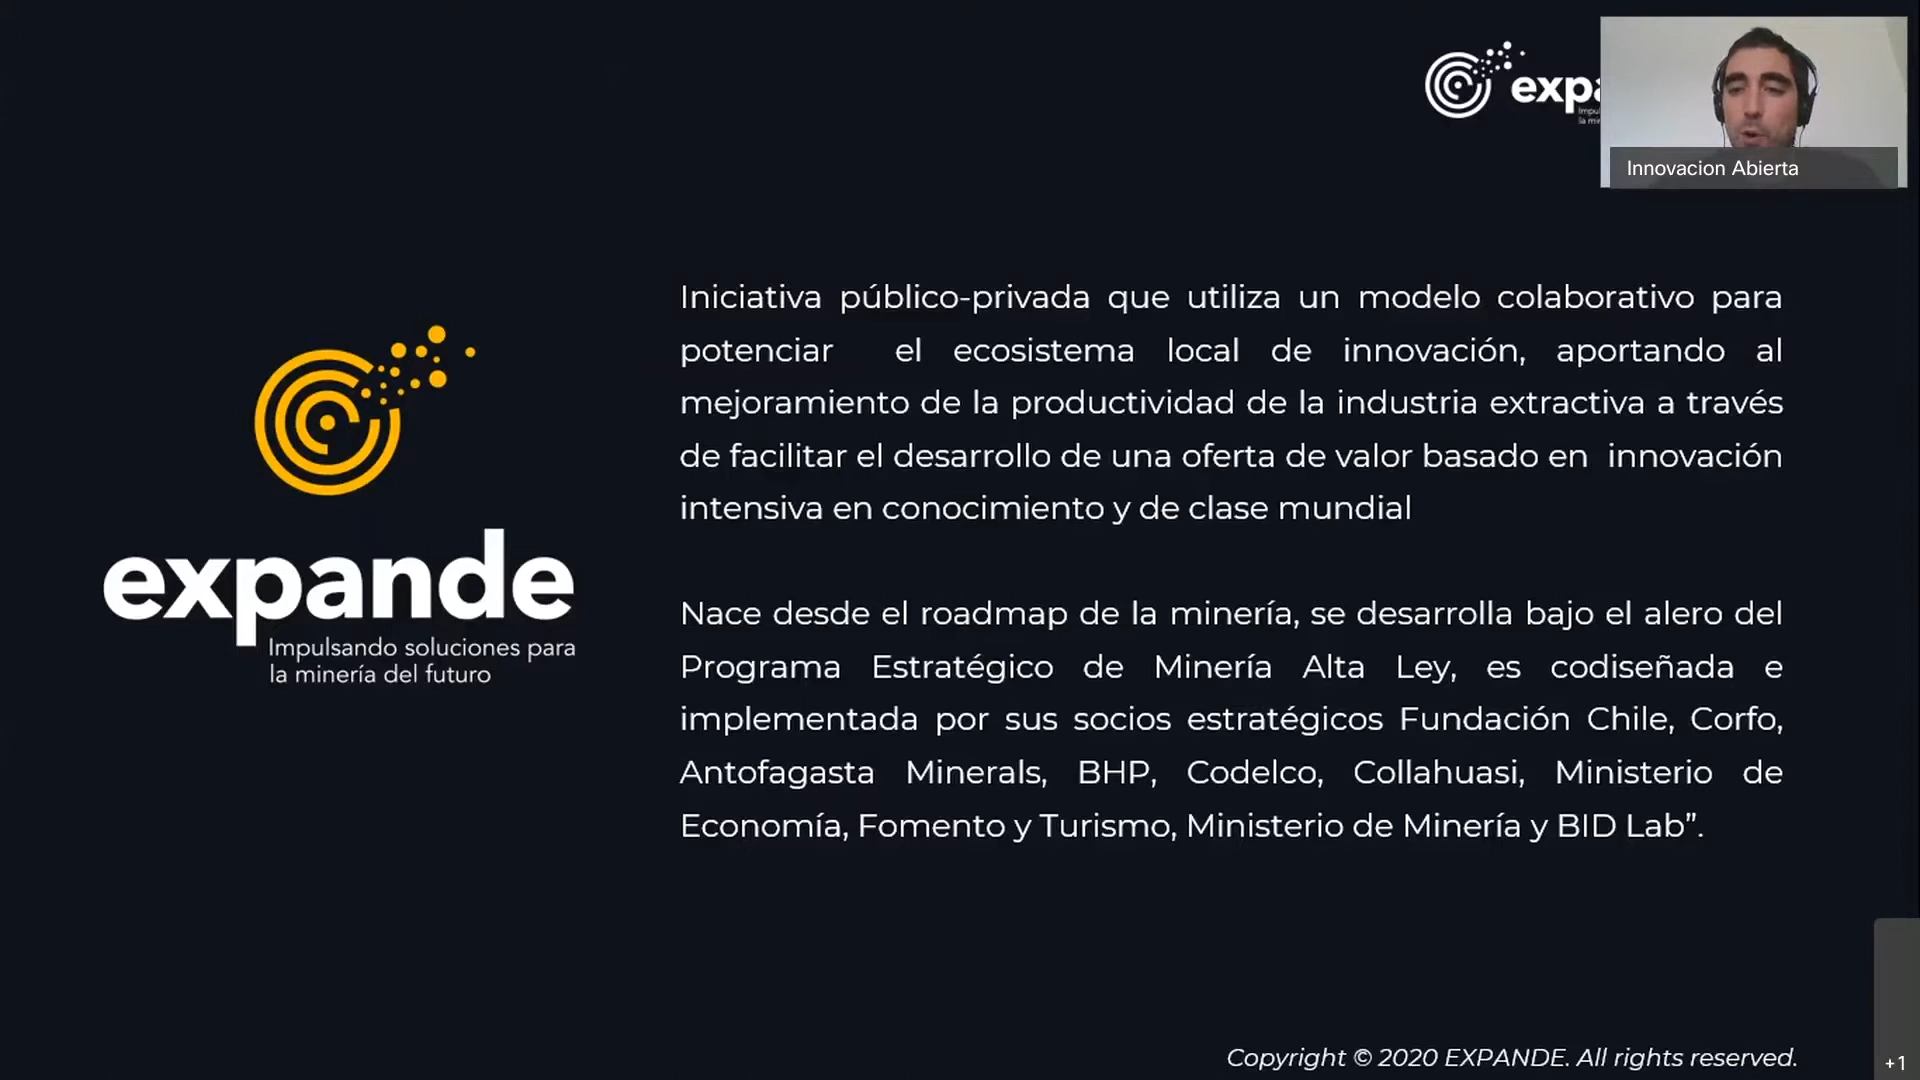 expa
Innovacion Abierta
Iniciativa público-privada que utiliza un modelo colaborativo para
potenciar el ecosistema local de innovación, aportando al
mejoramiento de la productividad de la industria extractiva a través
de facilitar el desarrollo de una oferta de valor basado en innovación
intensiva en conocimiento y de clase mundial
expande
Impulsando soluciones para
la minería del futuro
Nace desde el roadmap de la minería, se desarrolla bajo el alero del
Programa Estratégico de Minería Alta Ley, es codiseñada e
implementada por sus socios estratégicos Fundación Chile, Corfo,
Antofagasta Minerals, BHP, Codelco, Collahuasi, Ministerio de
Economía, Fomento y Turismo, Ministerio de Minería y BID Lab”.
Copyright © 2020 EXPANDE. All rights reserved.
+1